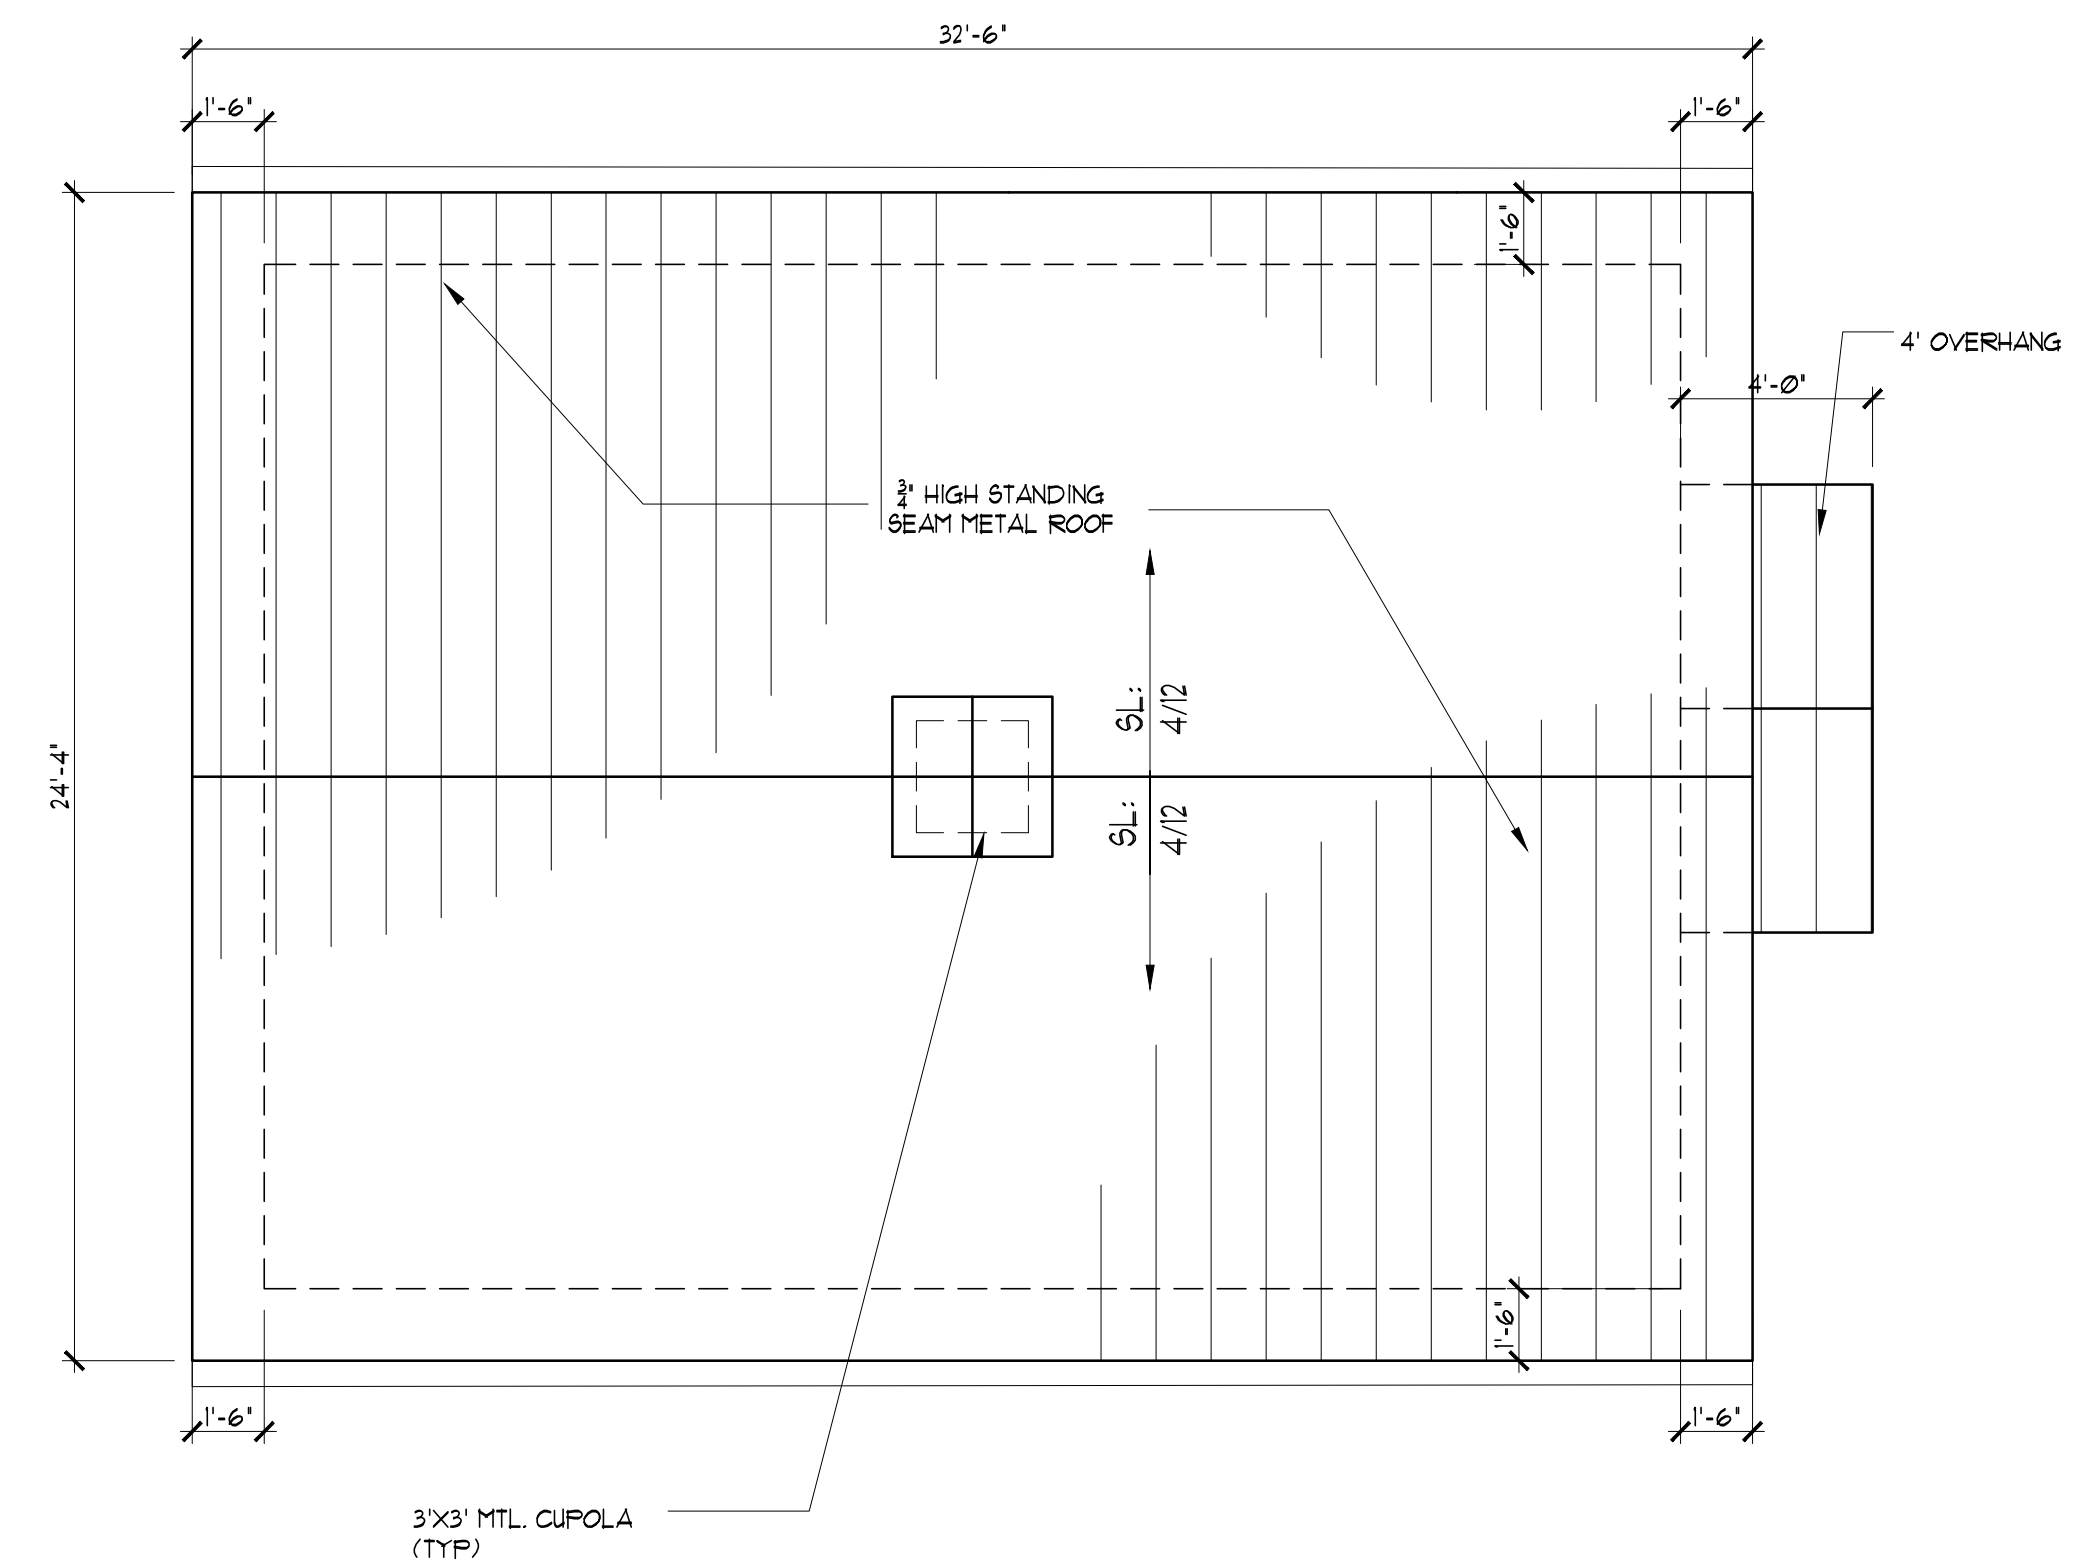 32'-6"
1'-6"
1'-6"
1'-6"
4' OVERHANG
4'-0"
3/4" HIGH STANDING
SEAM METAL ROOF
SL:
4/12
24'-4"
SL:
4/12
1'-6"
1'-6"
1'-6"
3'X3' MTL. CUPOLA
(TYP)